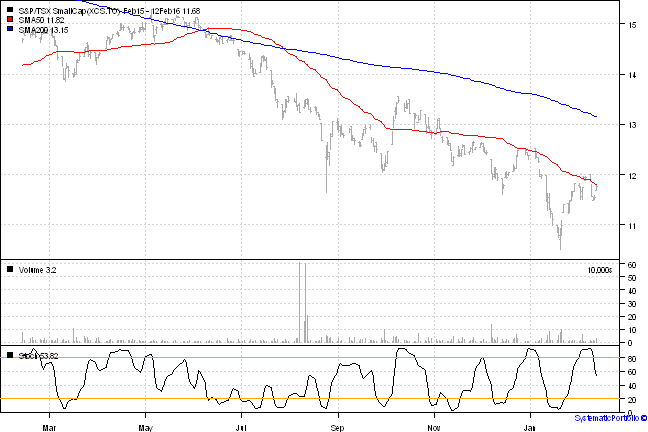 S&P/TSX SmallCap(XCS.TO) Feb15 - 12Feb16 11.68
SMA50 11.82
SMA200 13.15
15
14
13
12
11
Volume 3.2
10,000s
60
50
40
30
20
10
0
Stoch 53.82
80
60
40
20
0
Mar May Jul Sep Nov Jan
SystematicPortfolio ©